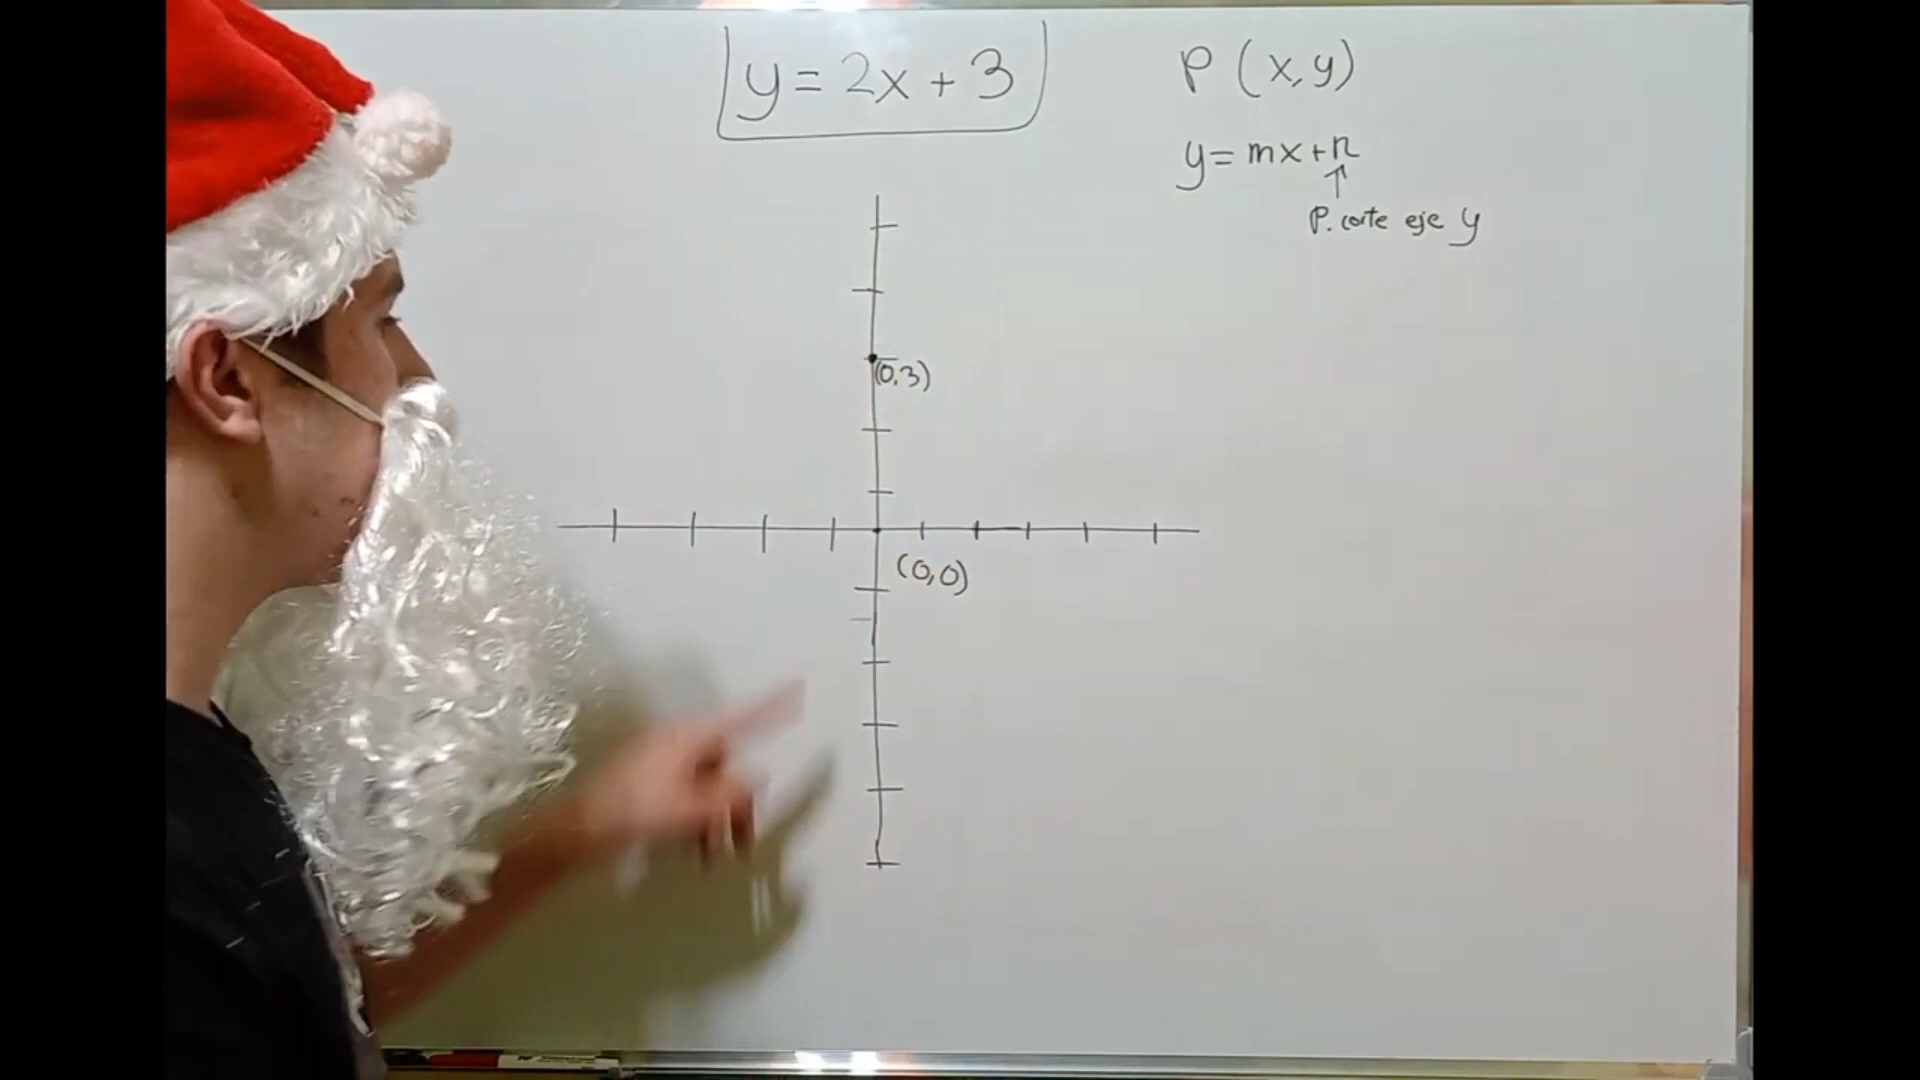 y = 2x + 3
P (x, y)
y = mx + n
↑
P. corte eje y
(0,3)
(0,0)